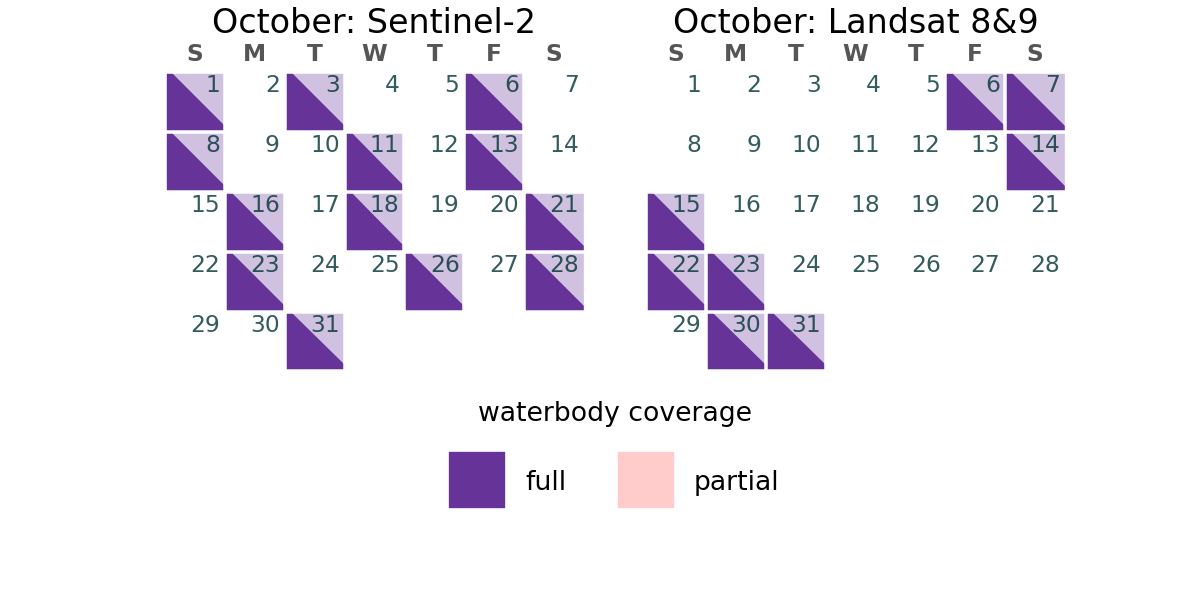 October: Sentinel-2
S M T W T F S
1 2 3 4 5 6 7
8 9 10 11 12 13 14
15 16 17 18 19 20 21
22 23 24 25 26 27 28
29 30 31
October: Landsat 8&9
S M T W T F S
1 2 3 4 5 6 7
8 9 10 11 12 13 14
15 16 17 18 19 20 21
22 23 24 25 26 27 28
29 30 31
waterbody coverage
full partial